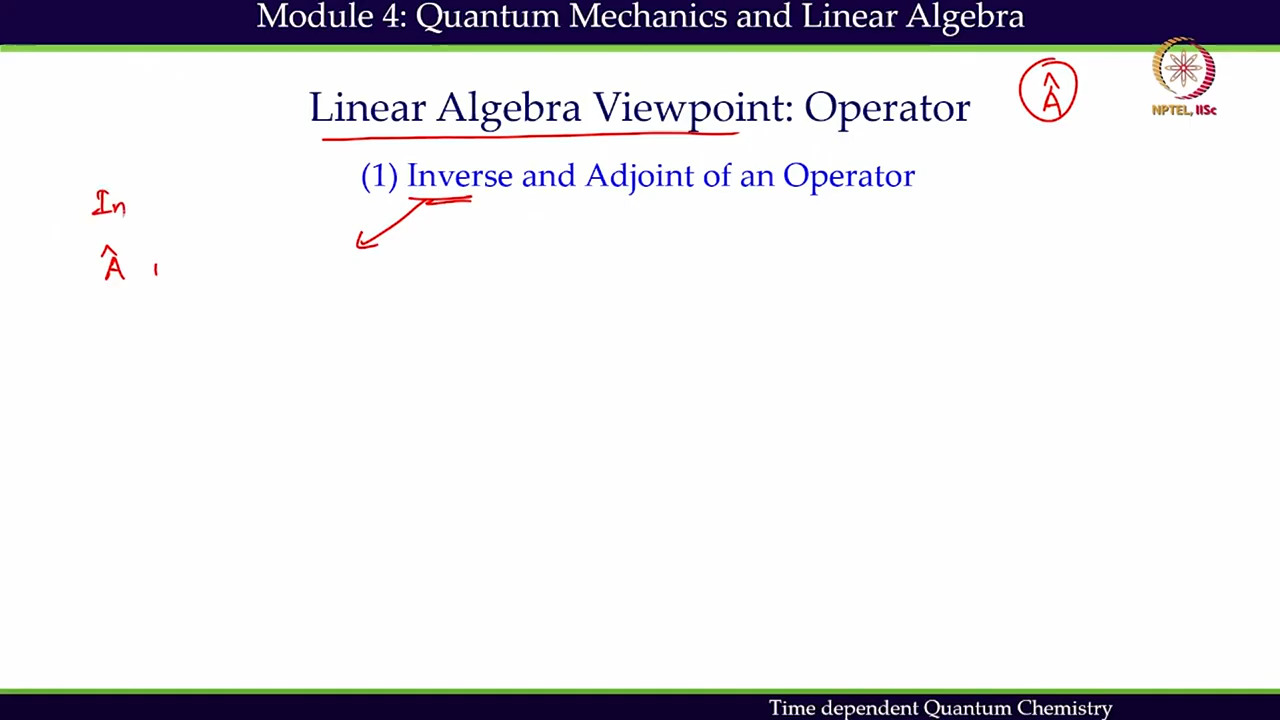 Module 4: Quantum Mechanics and Linear Algebra
Linear Algebra Viewpoint: Operator
Â
NPTEL, IISc
(1) Inverse and Adjoint of an Operator
In
Â
Time dependent Quantum Chemistry